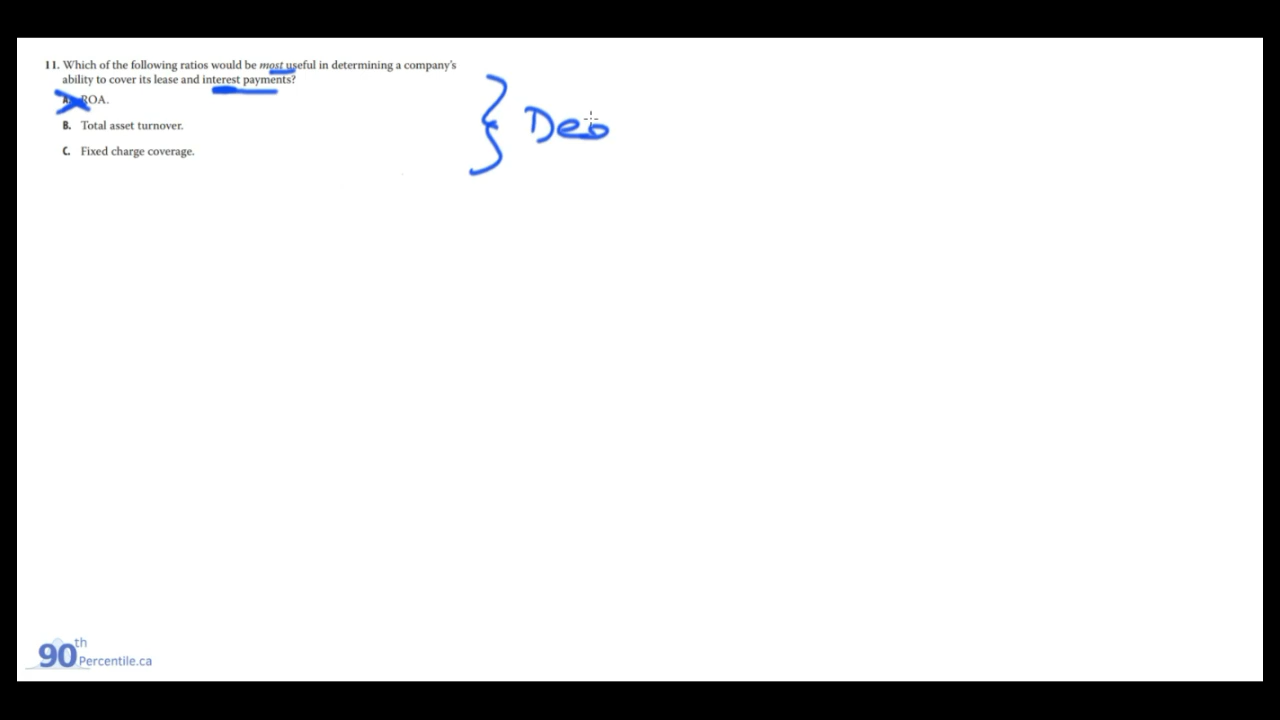 11. Which of the following ratios would be most useful in determining a company's
ability to cover its lease and interest payments?
A. ROA.
B. Total asset turnover.
C. Fixed charge coverage.
Deb
90th
Percentile.ca